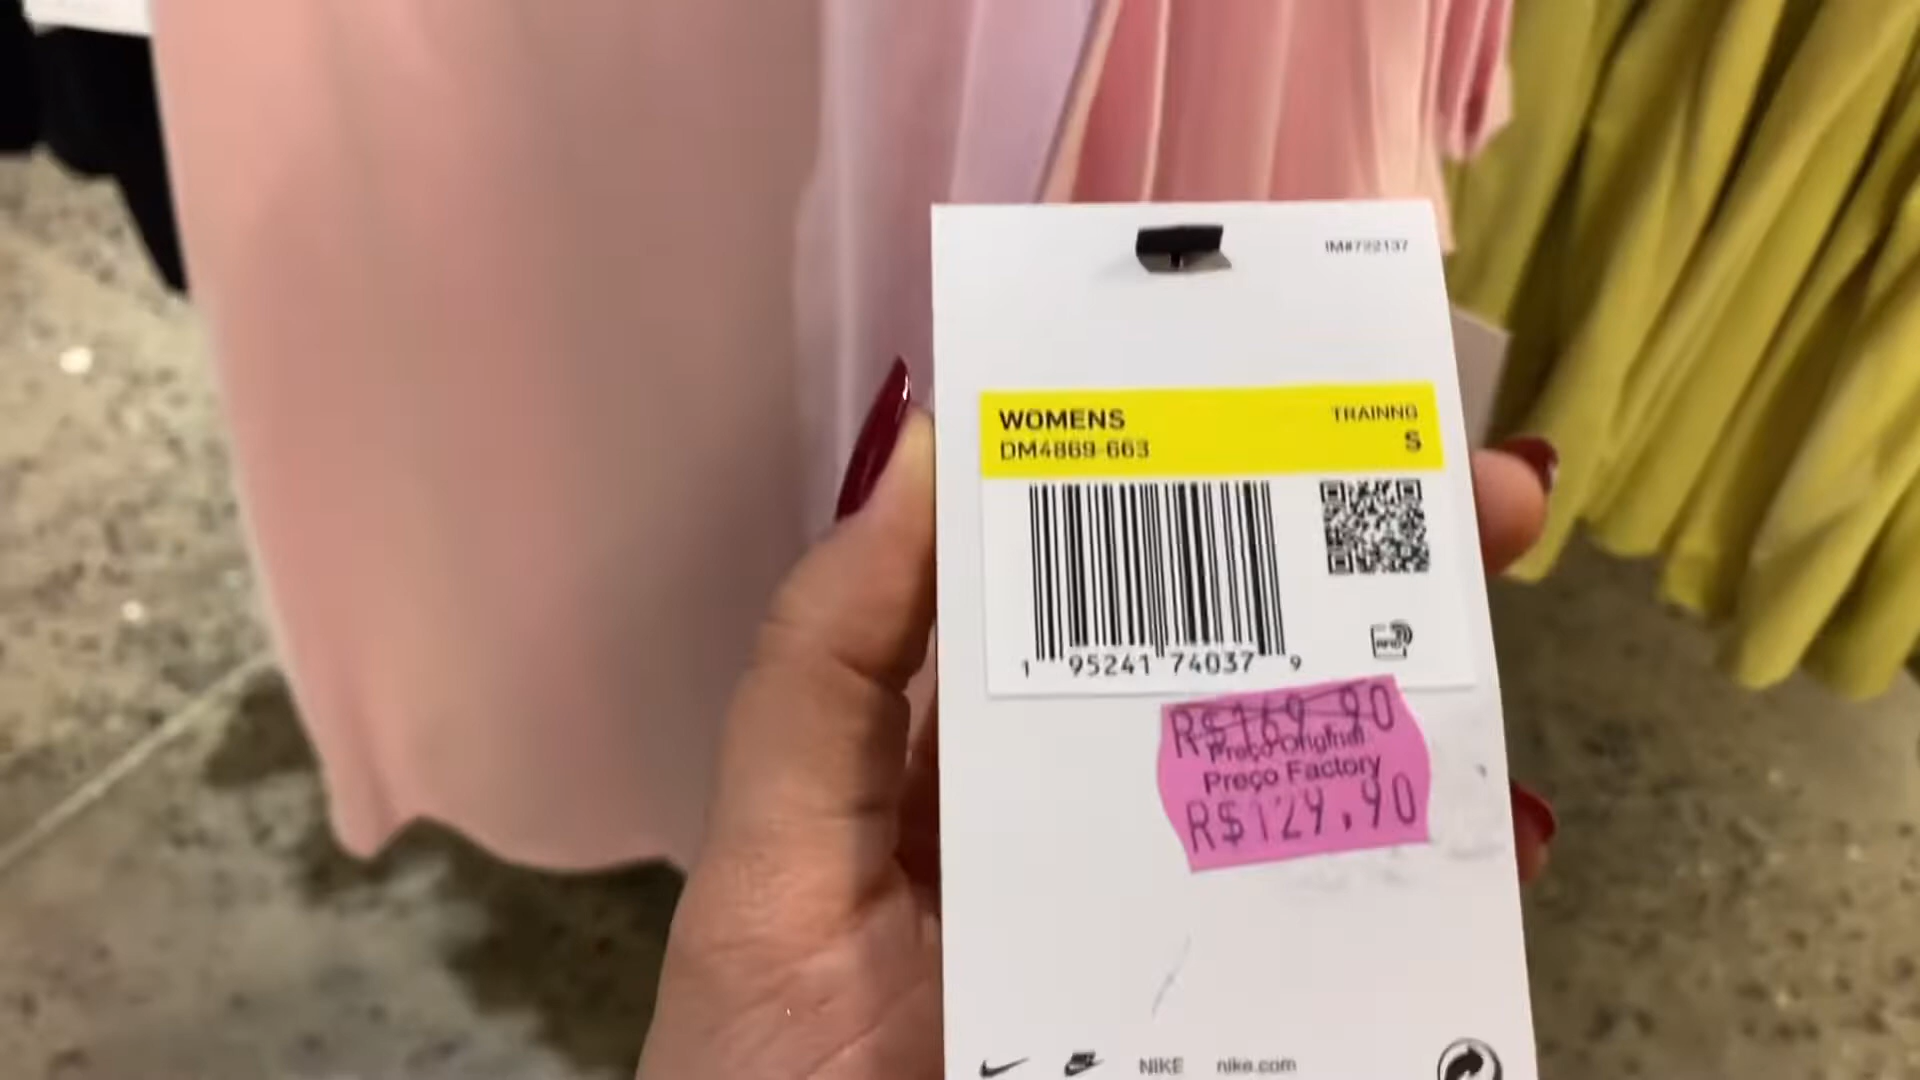 IM#722137
WOMENS
TRAINNG
DM4869-663
S
1 95241 74037 9
R$169,90
Preço Original
Preço Factory
R$129,90
NIKE nike.com